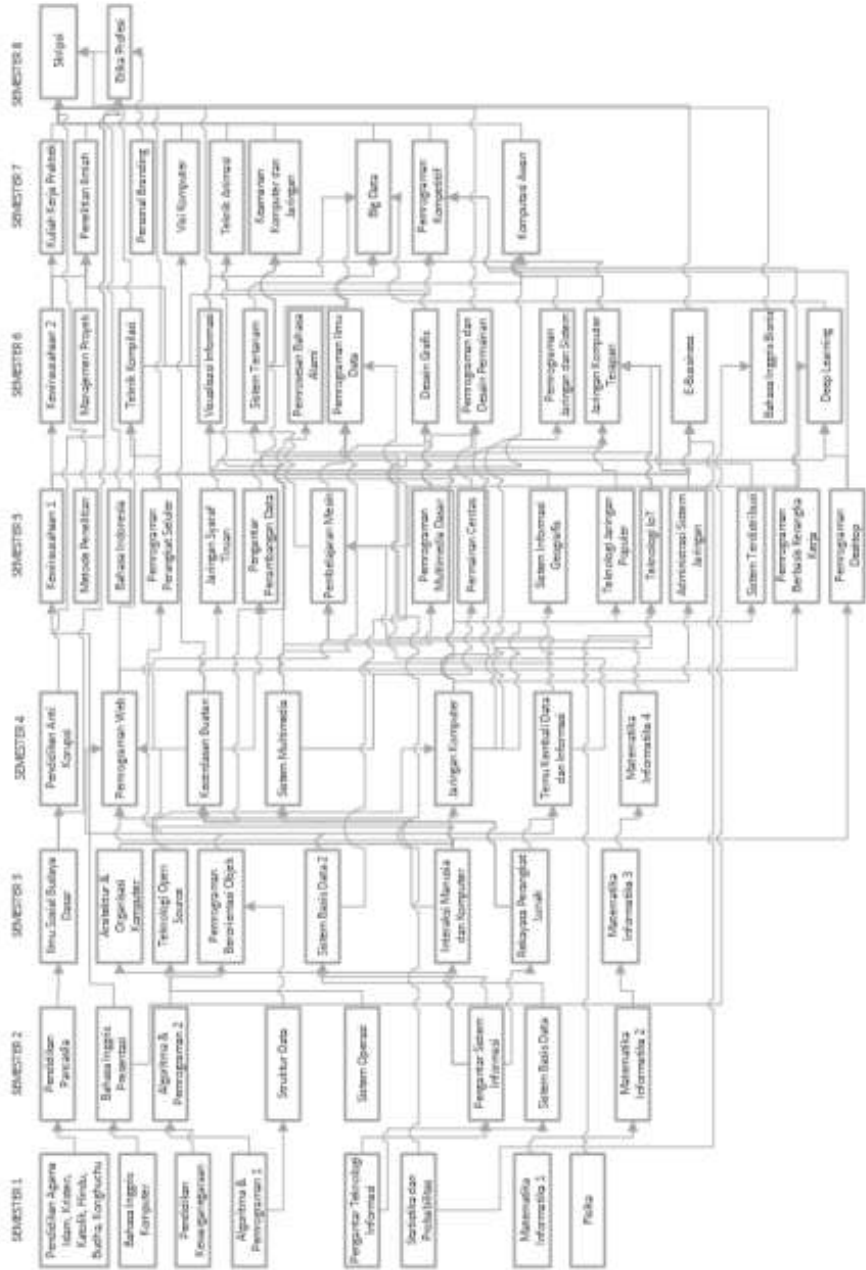 SEMESTER 1
Pendidikan Agama
Islam, Kristen,
Katolik, Hindu,
Budha, Konghuchu
Bahasa Inggris
Komputer
Pendidikan
Kewarganegaraan
Algoritma &
Pemrograman 1
Pengantar Teknologi
Informasi
Statistika dan
Probabilitas
Matematika
Informatika 1
Fisika
SEMESTER 2
Pendidikan
Pancasila
Bahasa Inggris
Presentasi
Algoritma &
Pemrograman 2
Struktur Data
Sistem Operasi
Pengantar Sistem
Informasi
Sistem Basis Data
Matematika
Informatika 2
SEMESTER 3
Ilmu Sosial Budaya
Dasar
Arsitektur &
Organisasi
Komputer
Teknologi Open
Source
Pemrograman
Berorientasi Objek
Sistem Basis Data 2
Interaksi Manusia
dan Komputer
Rekayasa Perangkat
Lunak
Matematika
Informatika 3
SEMESTER 4
Pendidikan Anti
Korupsi
Pemrograman Web
Kecerdasan Buatan
Sistem Multimedia
Jaringan Komputer
Temu Kembali Data
dan Informasi
Matematika
Informatika 4
SEMESTER 5
Kewirausahaan 1
Metode Penelitian
Bahasa Indonesia
Pemrograman
Perangkat Seluler
Jaringan Syaraf
Tiruan
Pengantar
Penambangan Data
Pembelajaran Mesin
Pemrograman
Multimedia Dasar
Permainan Cerdas
Sistem Informasi
Geografis
Teknologi Jaringan
Populer
Teknologi IoT
Administrasi Sistem
Jaringan
Sistem Terdistribusi
Pemrograman
Berbasis Kerangka
Kerja
Pemrograman
Desktop
SEMESTER 6
Kewirausahaan 2
Manajemen Proyek
Teknik Kompilasi
Visualisasi Informasi
Sistem Tertanam
Pemrosesan Bahasa
Alami
Pemrograman Ilmu
Data
Desain Grafis
Pemrograman dan
Desain Permainan
Pemrograman
Jaringan dan Sistem
Jaringan Komputer
Terapan
E-Bussiness
Bahasa Inggris Bisnis
Deep Learning
SEMESTER 7
Kuliah Kerja Praktek
Penelitian Ilmiah
Personal Branding
Visi Komputer
Teknik Animasi
Keamanan
Komputer dan
Jaringan
Big Data
Pemrograman
Kompetitif
Komputasi Awan
SEMESTER 8
Skripsi
Etika Profesi